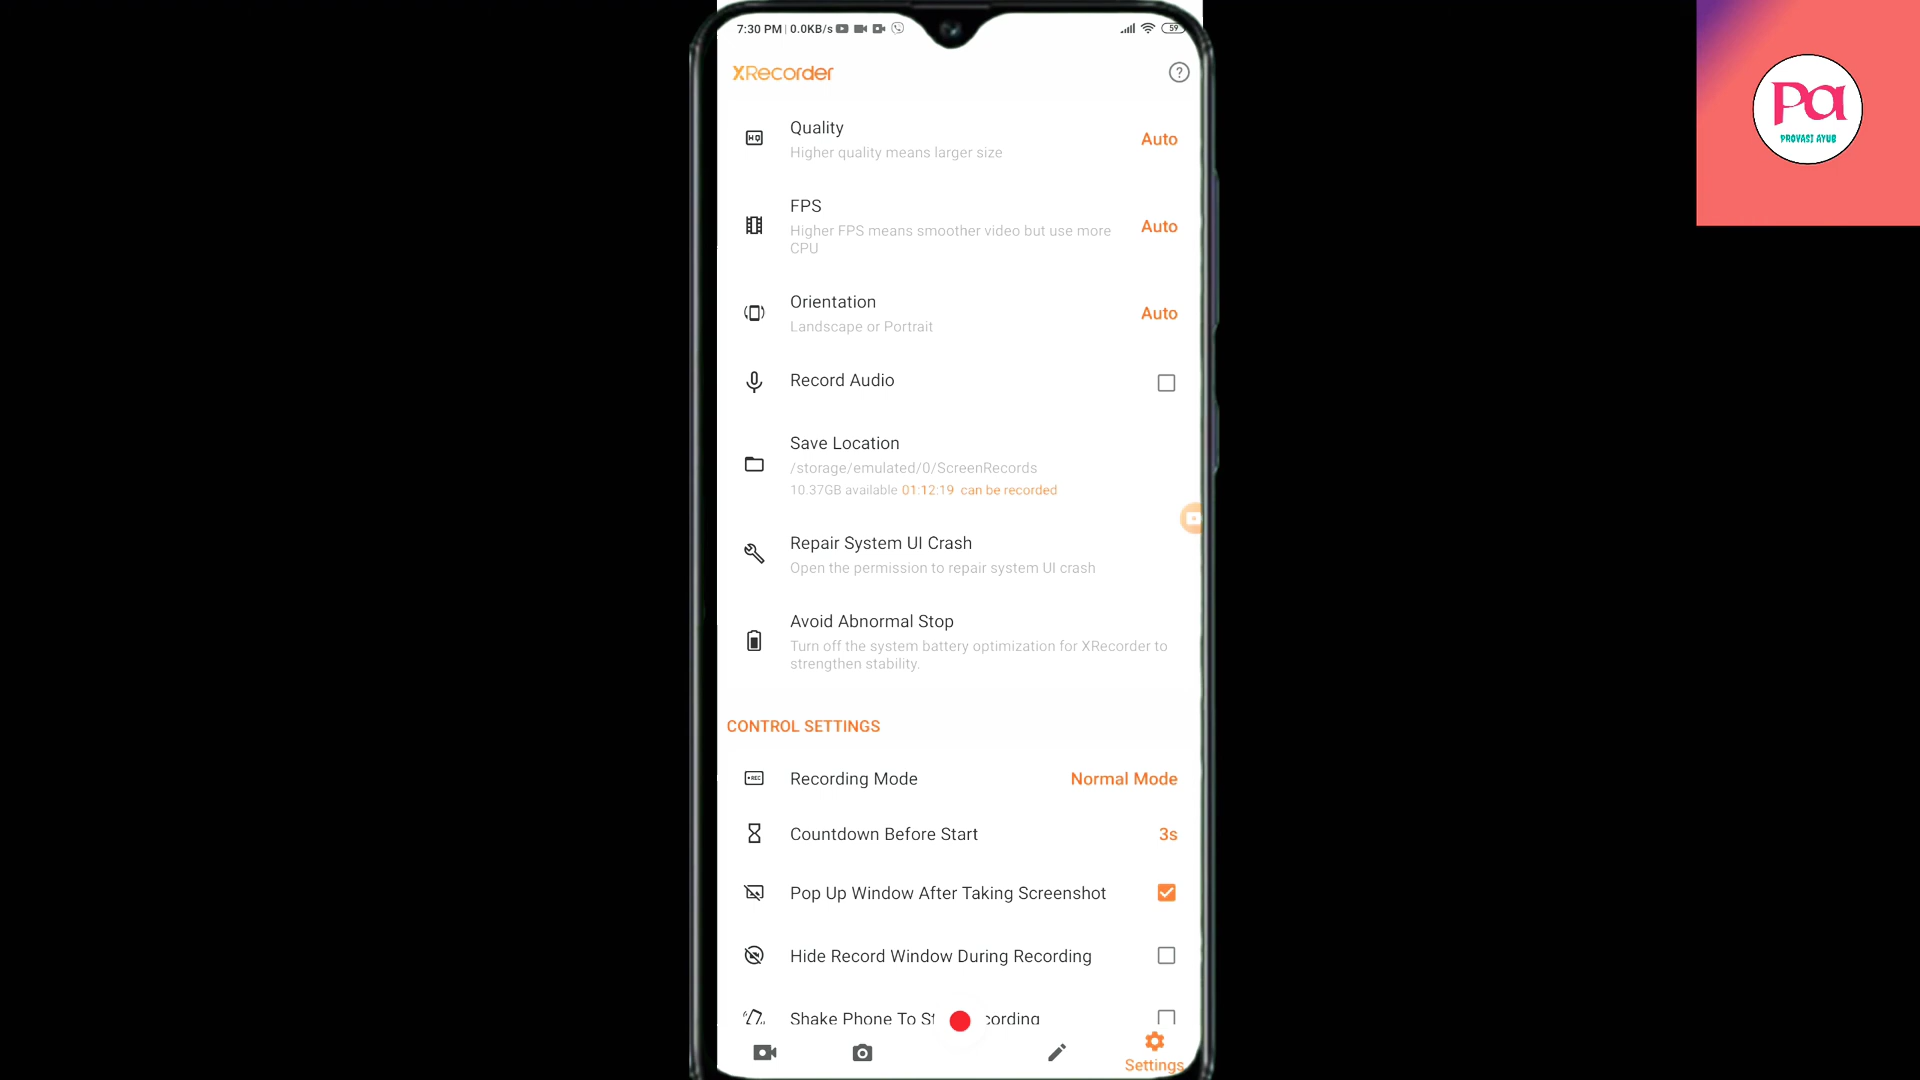 7:30 PM | 0.0KB/s
59
XRecorder
?
Pa
PROVASI AYUB
HQ
Quality
Auto
Higher quality means larger size
FPS
Higher FPS means smoother video but use more
CPU
Auto
Orientation
Auto
Landscape or Portrait
Record Audio
Save Location
/storage/emulated/0/ScreenRecords
10.37GB available 01:12:19 can be recorded
Repair System UI Crash
Open the permission to repair system UI crash
Avoid Abnormal Stop
Turn off the system battery optimization for XRecorder to
strengthen stability.
CONTROL SETTINGS
REC
Recording Mode
Normal Mode
Countdown Before Start
3s
Pop Up Window After Taking Screenshot
Hide Record Window During Recording
Shake Phone To St cording
Settings